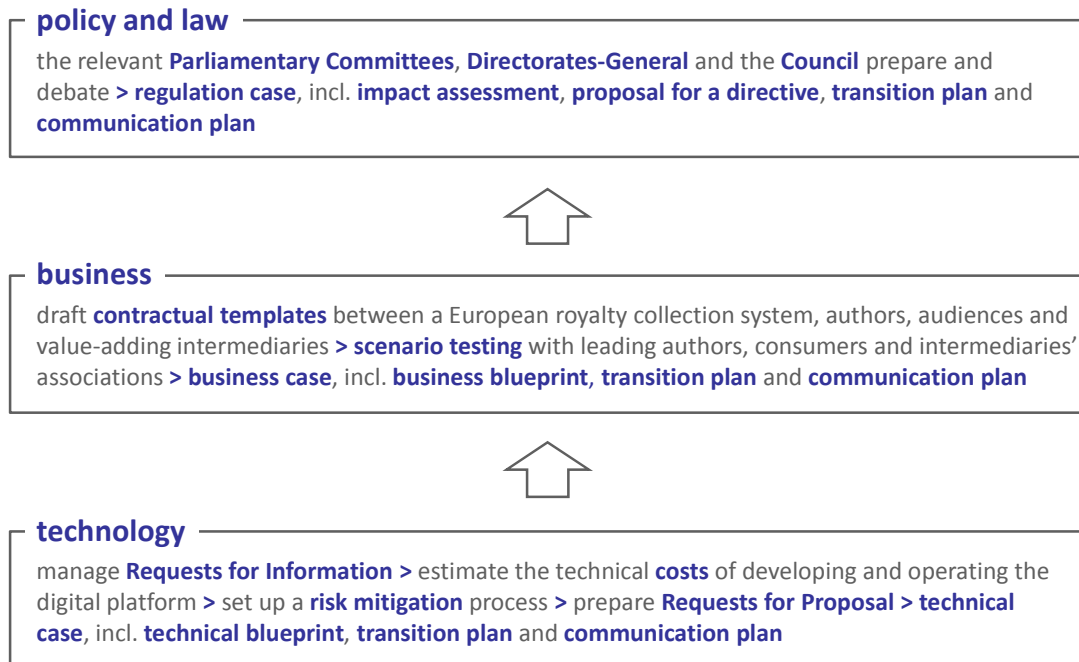 policy and law
the relevant Parliamentary Committees, Directorates-General and the Council prepare and
debate > regulation case, incl. impact assessment, proposal for a directive, transition plan and
communication plan
business
draft contractual templates between a European royalty collection system, authors, audiences and
value-adding intermediaries > scenario testing with leading authors, consumers and intermediaries’
associations > business case, incl. business blueprint, transition plan and communication plan
technology
manage Requests for Information > estimate the technical costs of developing and operating the
digital platform > set up a risk mitigation process > prepare Requests for Proposal > technical
case, incl. technical blueprint, transition plan and communication plan